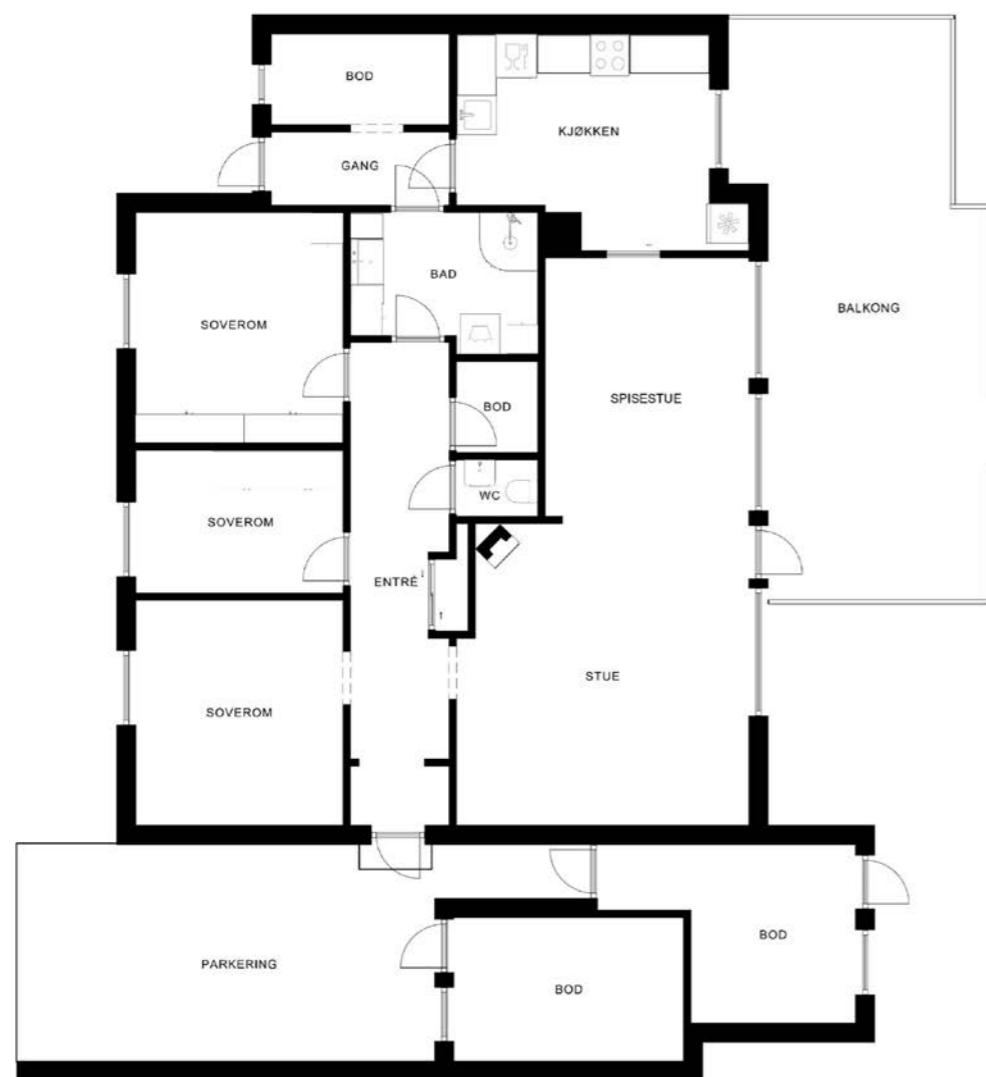 BOD
KJØKKEN
GANG
BAD
SOVEROM
BALKONG
SPISESTUE
BOD
WC
SOVEROM
ENTRÉ
STUE
SOVEROM
BOD
PARKERING
BOD